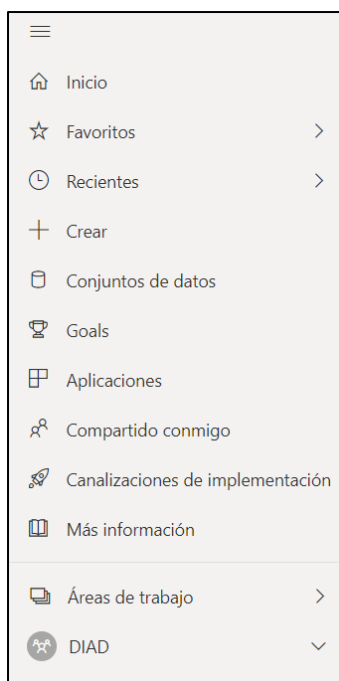 Inicio
Favoritos
Recientes
Crear
Conjuntos de datos
Goals
Aplicaciones
Compartido conmigo
Canalizaciones de implementación
Más información
Áreas de trabajo
DIAD